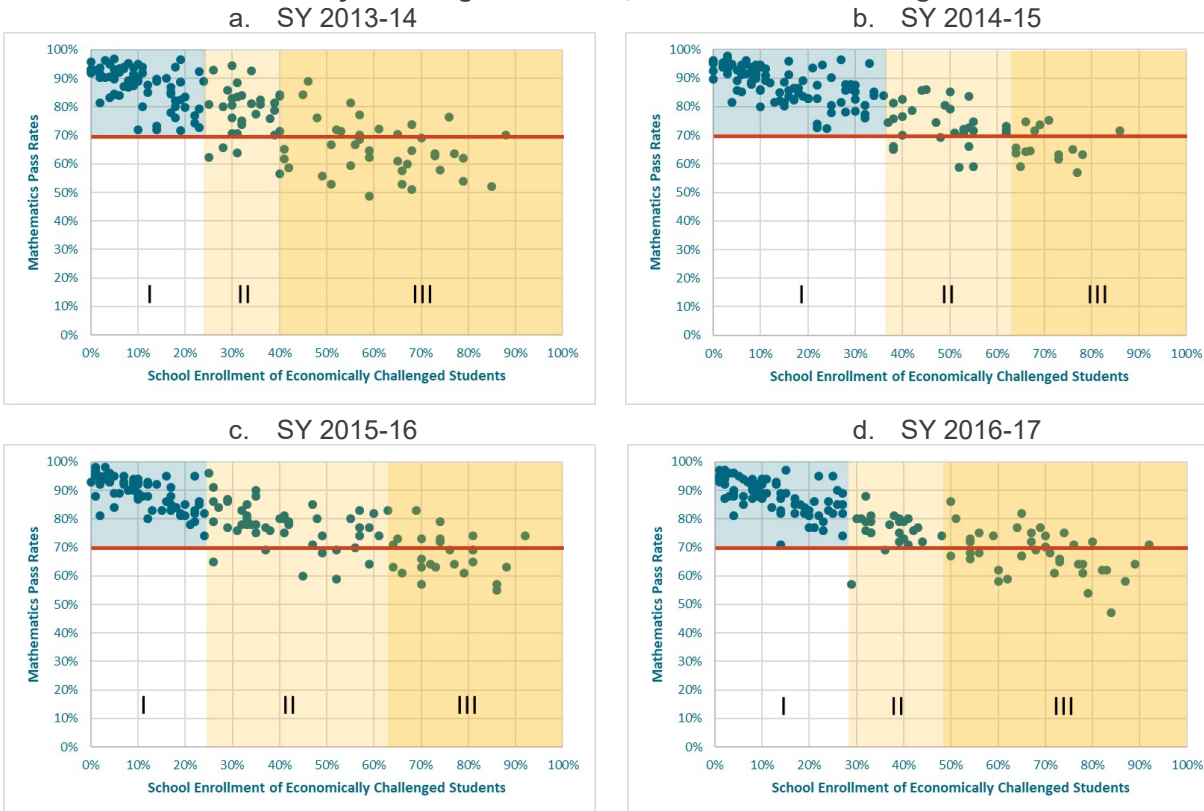 a. SY 2013-14
100%
90%
80%
70%
60%
50%
40%
30%
20%
10%
0%
Mathematics Pass Rates
I
II
III
0% 10% 20% 30% 40% 50% 60% 70% 80% 90% 100%
School Enrollment of Economically Challenged Students
b. SY 2014-15
100%
90%
80%
70%
60%
50%
40%
30%
20%
10%
0%
Mathematics Pass Rates
I
II
III
0% 10% 20% 30% 40% 50% 60% 70% 80% 90% 100%
School Enrollment of Economically Challenged Students
c. SY 2015-16
100%
90%
80%
70%
60%
50%
40%
30%
20%
10%
0%
Mathematics Pass Rates
I
II
III
0% 10% 20% 30% 40% 50% 60% 70% 80% 90% 100%
School Enrollment of Economically Challenged Students
d. SY 2016-17
100%
90%
80%
70%
60%
50%
40%
30%
20%
10%
0%
Mathematics Pass Rates
I
II
III
0% 10% 20% 30% 40% 50% 60% 70% 80% 90% 100%
School Enrollment of Economically Challenged Students